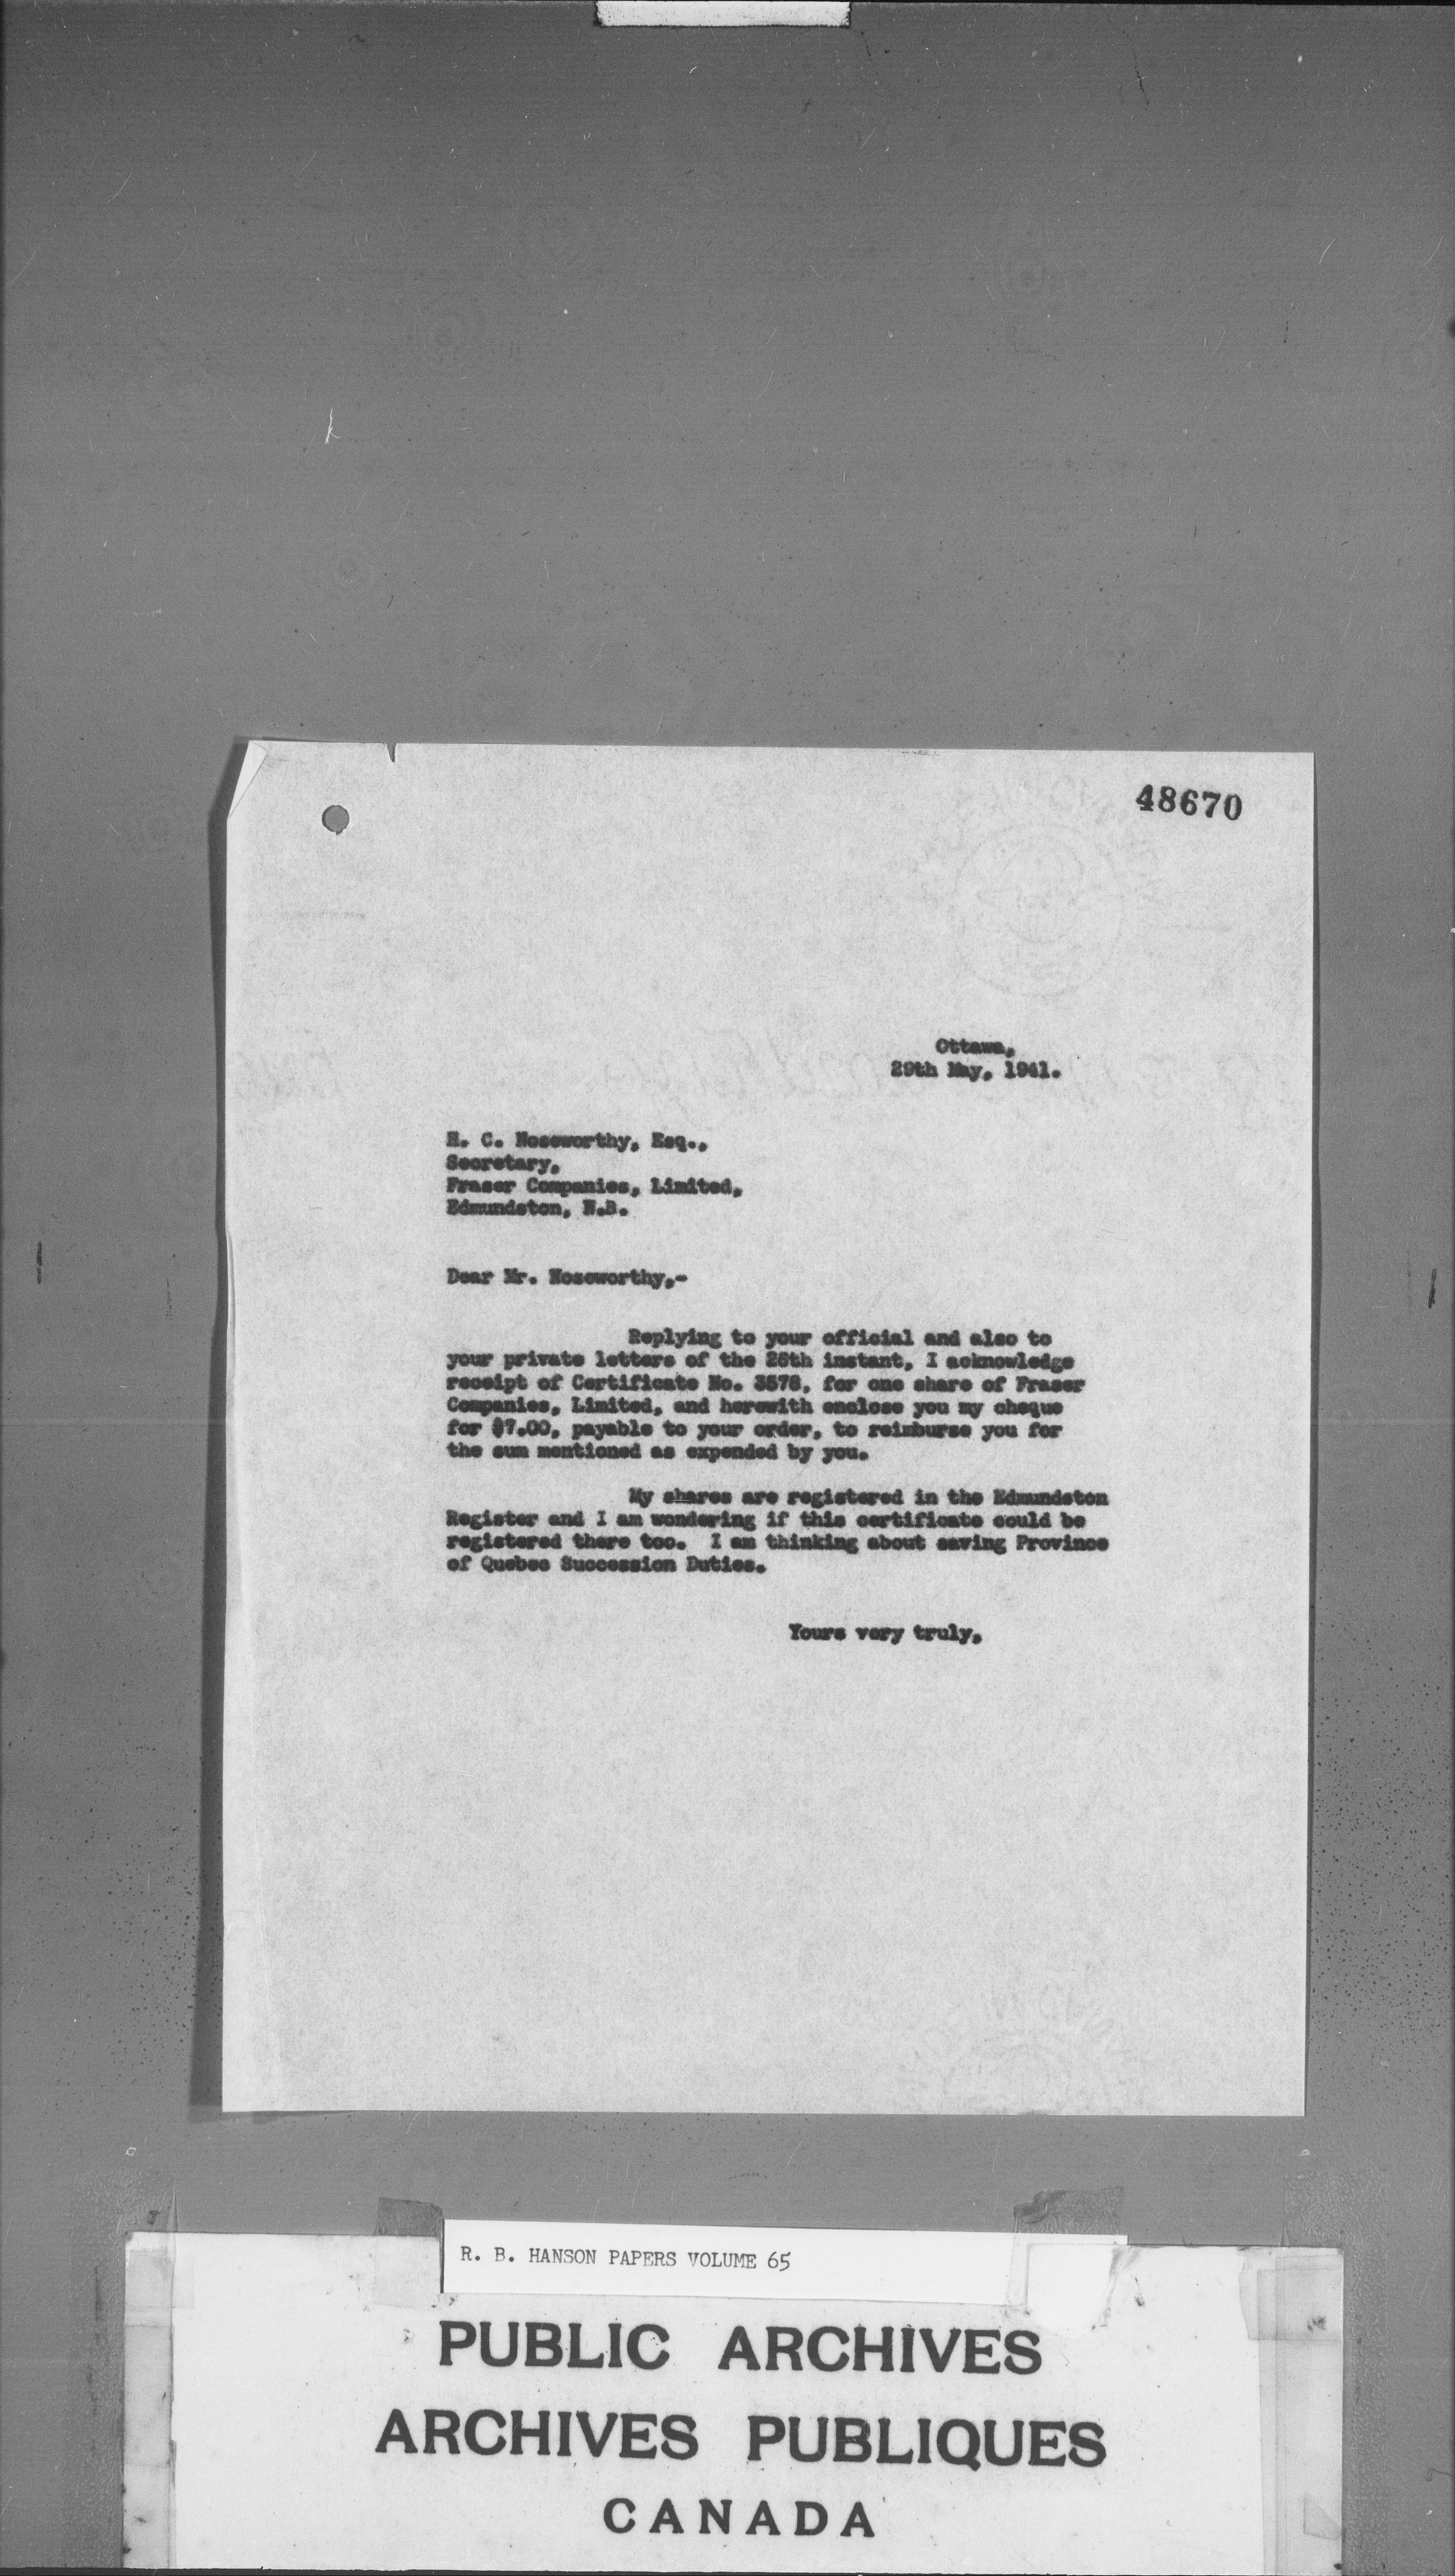 48670
Ottawa,
29th May, 1941.
H. C. Noseworthy, Esq.,
Secretary,
Fraser Companies, Limited,
Edmundston, N.B.
Dear Mr. Noseworthy,-
Replying to your official and also to
your private letters of the 26th instant, I acknowledge
receipt of Certificate No. 3578, for one share of Fraser
Companies, Limited, and herewith enclose you my cheque
for $7.00, payable to your order, to reimburse you for
the sum mentioned as expended by you.
My shares are registered in the Edmundston
Register and I am wondering if this certificate could be
registered there too. I am thinking about saving Province
of Quebec Succession Duties.
Yours very truly,
R. B. HANSON PAPERS VOLUME 65
PUBLIC ARCHIVES
ARCHIVES PUBLIQUES
CANADA